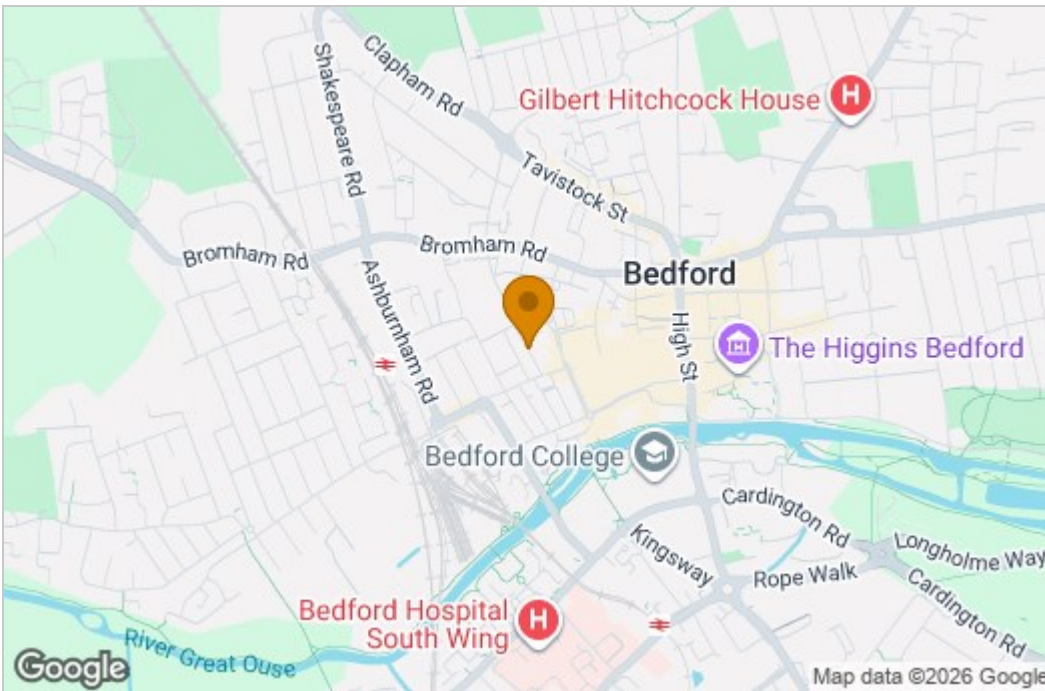 Shakespeare Rd
Clapham Rd
Gilbert Hitchcock House
H
Tavistock St
Bromham Rd
Bromham Rd
Bedford
Ashburnham Rd
High St
The Higgins Bedford
Bedford College
Cardington Rd
Kingsway
Longholme Way
Rope Walk
Cardington Rd
Bedford Hospital
South Wing
H
River Great Ouse
Google
Map data ©2026 Google